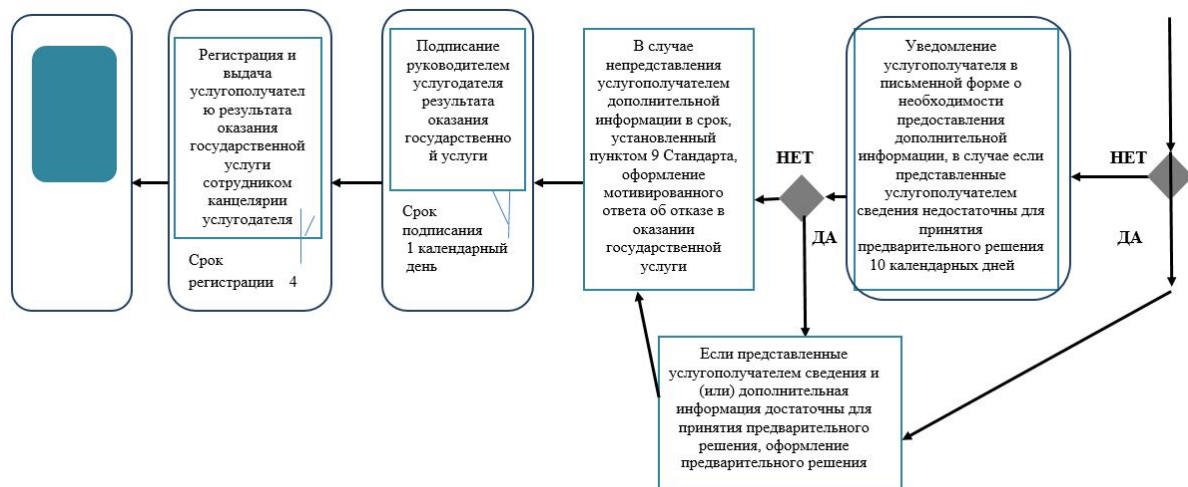 Регистрация и
выдача
услугополучател
ю результата
оказания
государственной
услуги
сотрудником
канцелярии
услугодателя
Срок
регистрации 4
Подписание
руководителем
услугодателя
результата
оказания
государственно
й услуги
Срок
подписания
1 календарный
день
В случае
непредставления
услугополучателем
дополнительной
информации в срок,
установленный
пунктом 9 Стандарта,
оформление
мотивированного
ответа об отказе в
оказании
государственной
услуги
НЕТ
ДА
Уведомление
услугополучателя в
письменной форме о
необходимости
предоставления
дополнительной
информации, в случае если
представленные
услугополучателем
сведения недостаточны для
принятия
предварительного решения
10 календарных дней
НЕТ
ДА
Если представленные
услугополучателем сведения и
(или) дополнительная
информация достаточны для
принятия предварительного
решения, оформление
предварительного решения